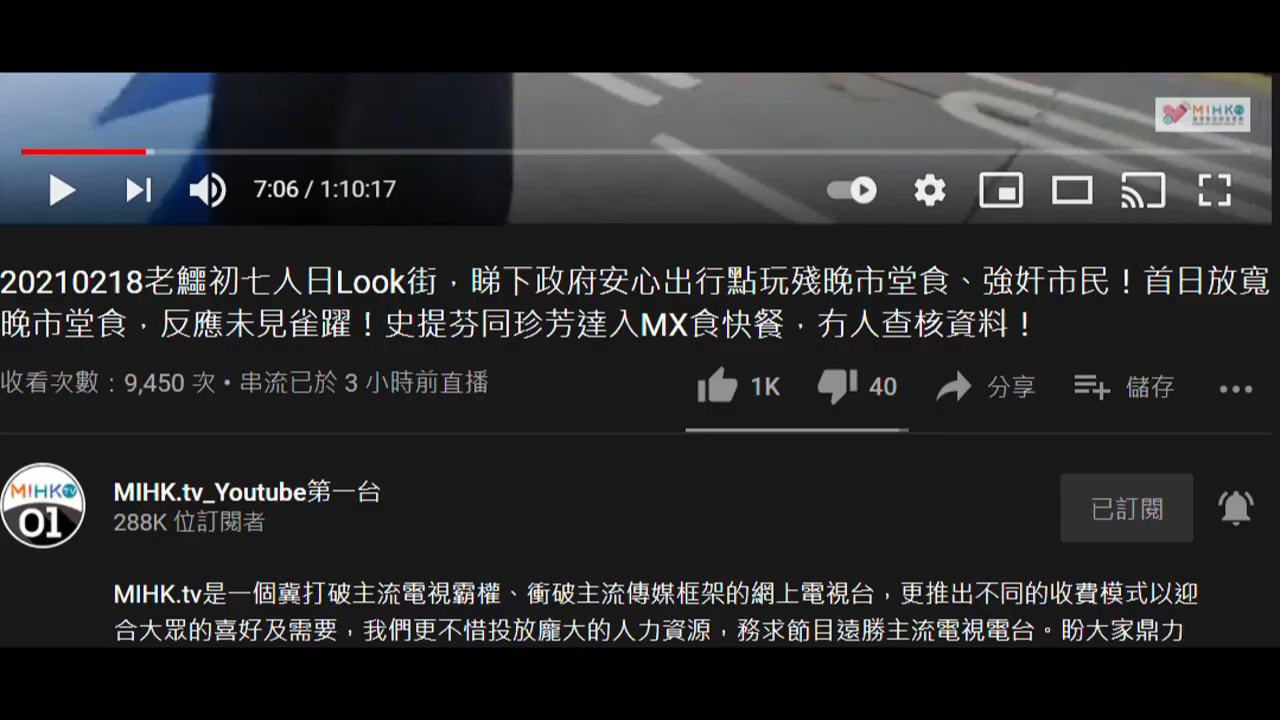 MIHKTV
7:06 / 1:10:17
20210218老鱷初七人日Look街，睇下政府安心出行點玩殘晚市堂食、強奸市民！首日放寬
晚市堂食，反應未見雀躍！史提芬同珍芳達入MX食快餐，冇人查核資料！
收看次數：9,450 次 • 串流已於 3 小時前直播
1K 40 分享 儲存
MIHKTV
01
MIHK.tv_Youtube第一台
288K 位訂閱者
已訂閱
MIHK.tv是一個冀打破主流電視霸權、衝破主流傳媒框架的網上電視台，更推出不同的收費模式以迎
合大眾的喜好及需要，我們更不惜投放龐大的人力資源，務求節目遠勝主流電視電台。盼大家鼎力